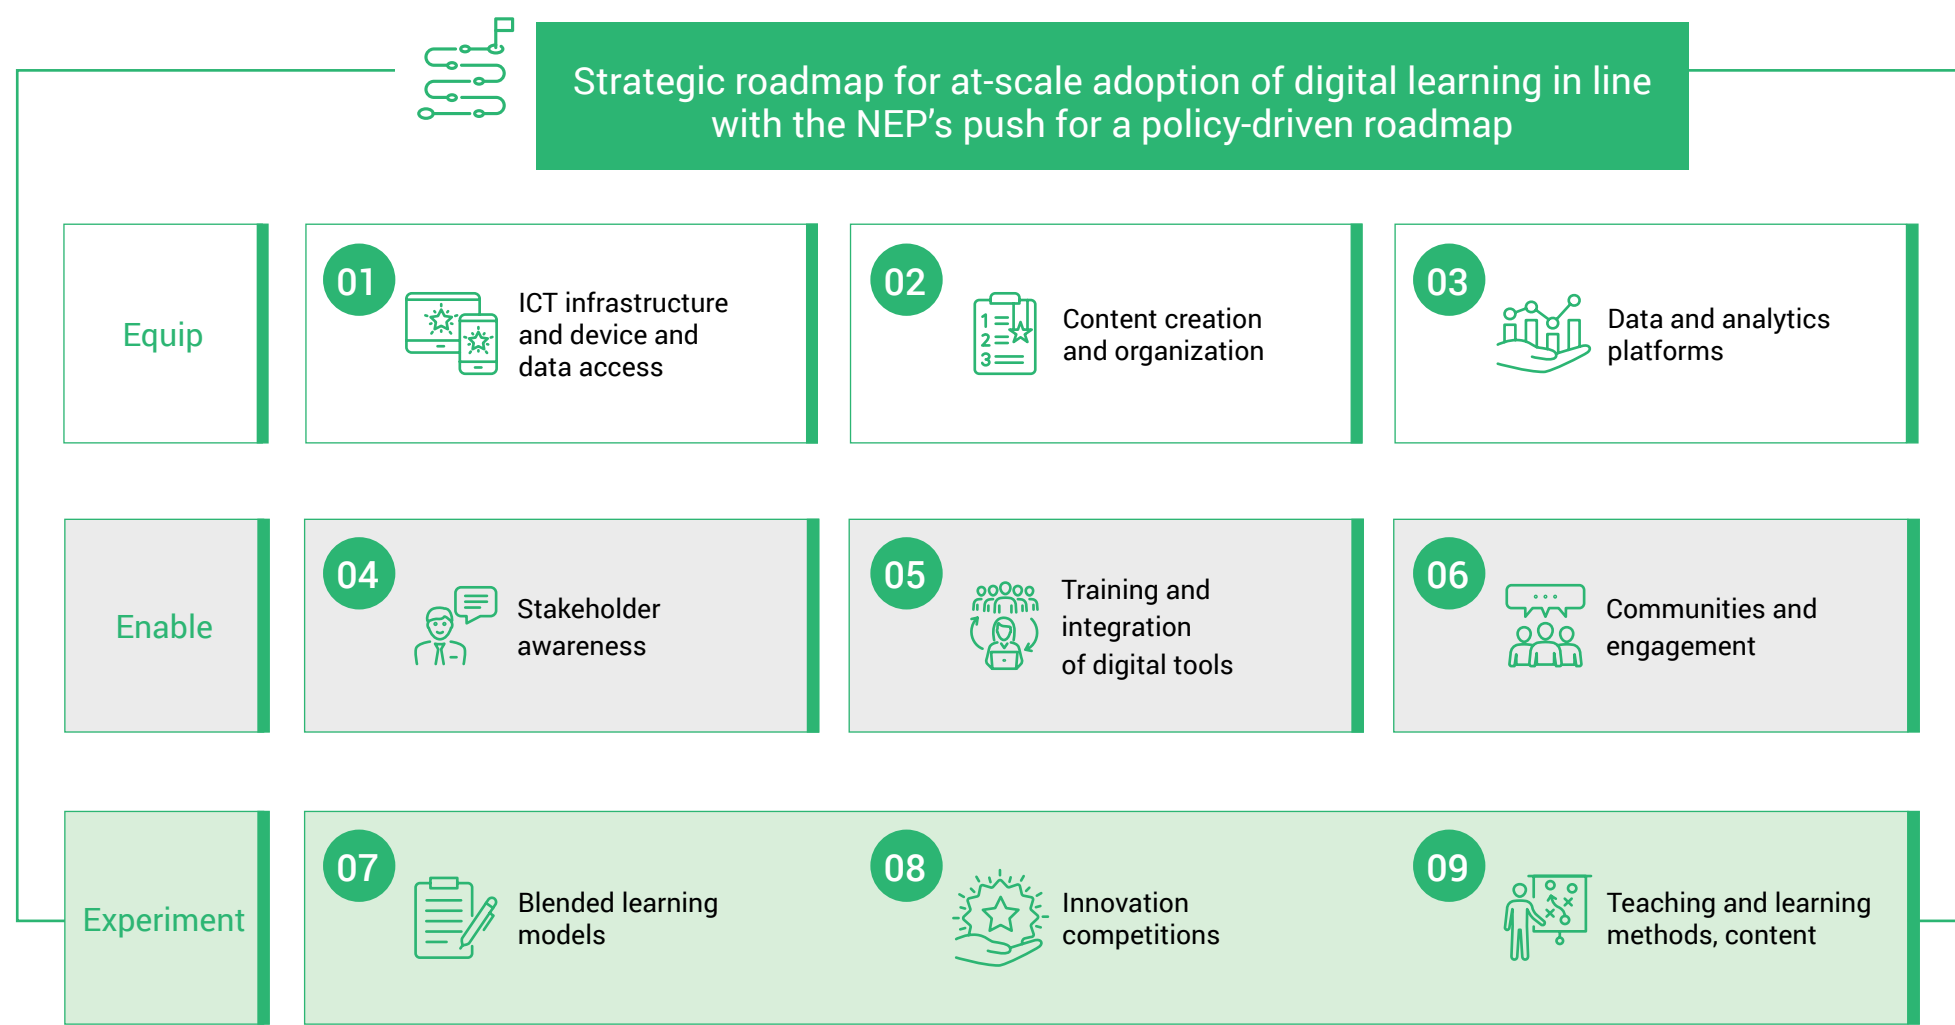 Strategic roadmap for at-scale adoption of digital learning in line
with the NEP’s push for a policy-driven roadmap
Equip
01
ICT infrastructure
and device and
data access
02
1
2
3
Content creation
and organization
03
Data and analytics
platforms
Enable
04
Stakeholder
awareness
05
Training and
integration
of digital tools
06
Communities and
engagement
Experiment
07
Blended learning
models
08
Innovation
competitions
09
Teaching and learning
methods, content